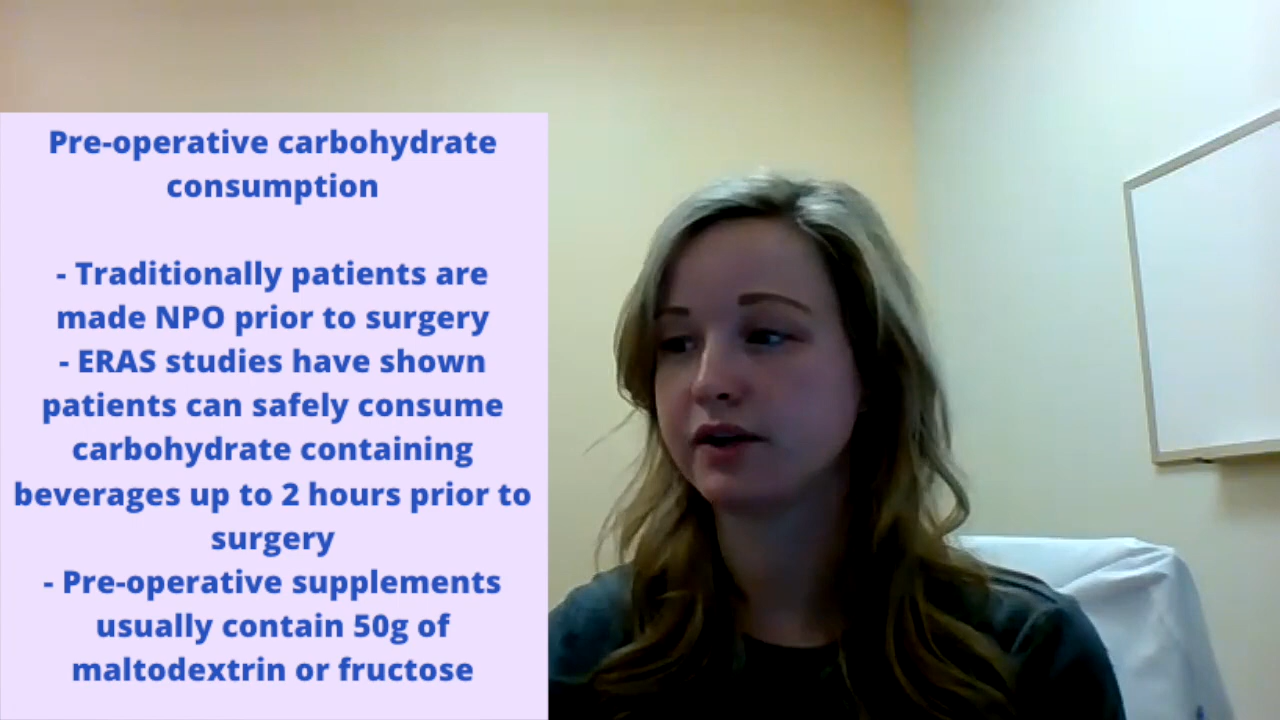 Pre-operative carbohydrate
consumption
- Traditionally patients are
made NPO prior to surgery
- ERAS studies have shown
patients can safely consume
carbohydrate containing
beverages up to 2 hours prior to
surgery
- Pre-operative supplements
usually contain 50g of
maltodextrin or fructose